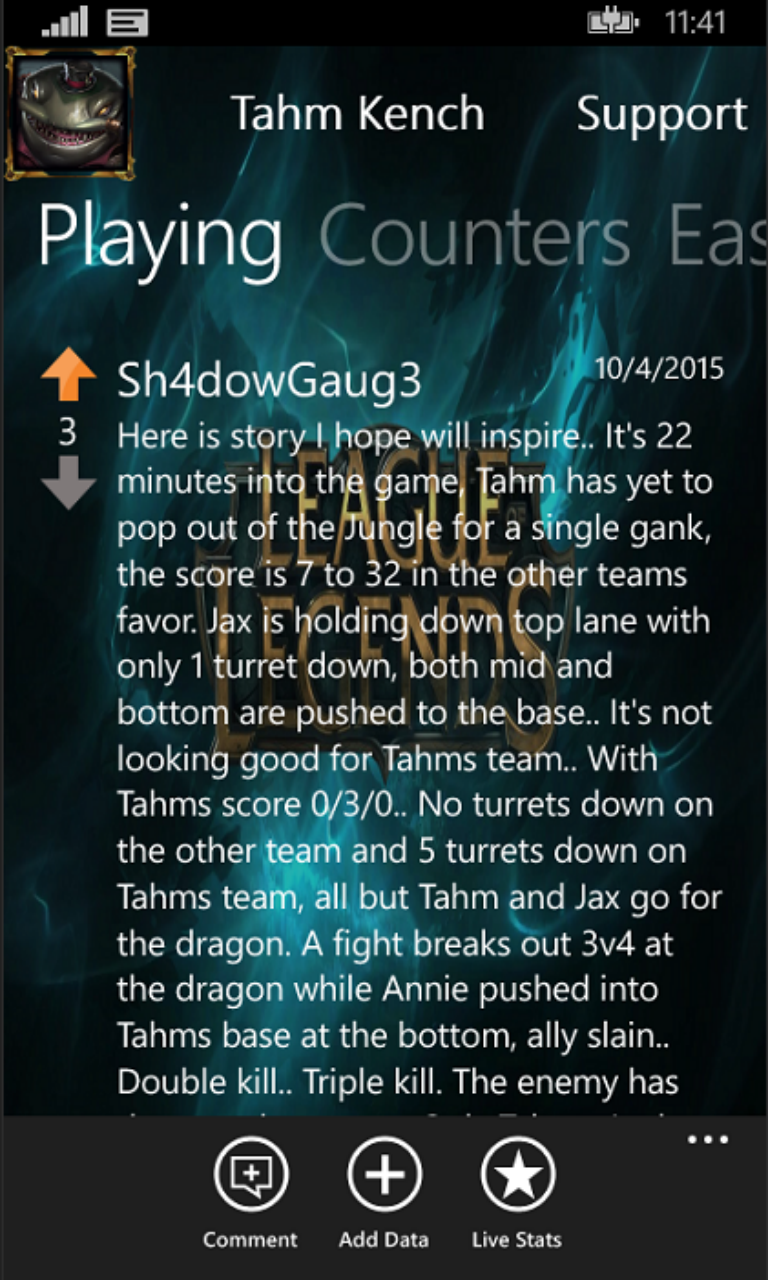 11:41
Tahm Kench Support
Playing Counters Eas
Sh4dowGaug3 10/4/2015
3
Here is story I hope will inspire.. It's 22
minutes into the game, Tahm has yet to
pop out of the Jungle for a single gank,
the score is 7 to 32 in the other teams
favor. Jax is holding down top lane with
only 1 turret down, both mid and
bottom are pushed to the base.. It's not
looking good for Tahms team.. With
Tahms score 0/3/0.. No turrets down on
the other team and 5 turrets down on
Tahms team, all but Tahm and Jax go for
the dragon. A fight breaks out 3v4 at
the dragon while Annie pushed into
Tahms base at the bottom, ally slain..
Double kill.. Triple kill. The enemy has
LEAGUE OF
LEGENDS
Comment Add Data Live Stats